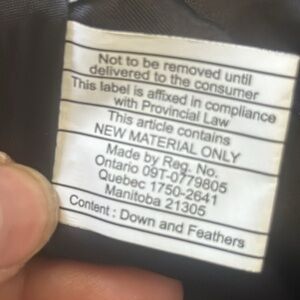 Not to be removed until
delivered to the consumer
This label is affixed in compliance
with Provincial Law
This article contains
NEW MATERIAL ONLY
Made by Reg. No.
Ontario 09T-0779805
Quebec 1750-2641
Manitoba 21305
Content : Down and Feathers